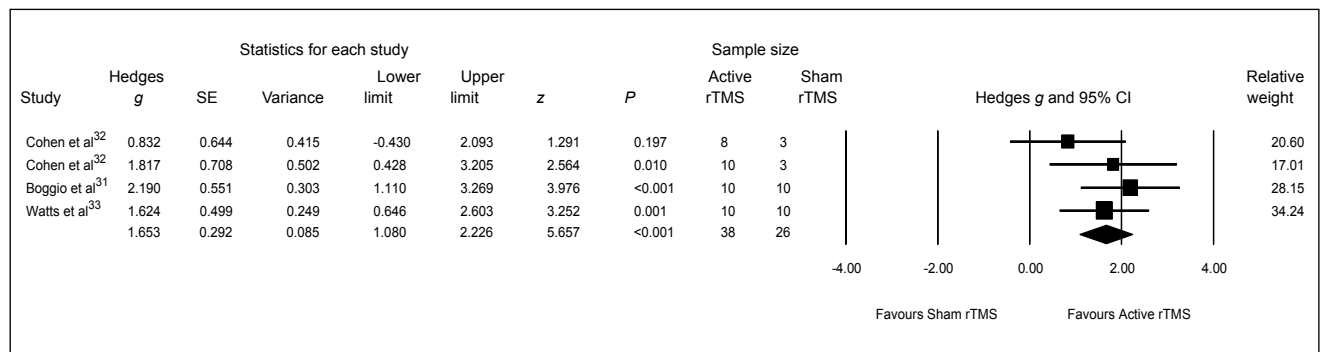 Statistics for each study Sample size
Hedges Lower Upper Active Sham Relative
Study g SE Variance limit limit z P rTMS rTMS Hedges g and 95% CI weight
Cohen et al32 0.832 0.644 0.415 -0.430 2.093 1.291 0.197 8 3 20.60
Cohen et al32 1.817 0.708 0.502 0.428 3.205 2.564 0.010 10 3 17.01
Boggio et al31 2.190 0.551 0.303 1.110 3.269 3.976 <0.001 10 10 28.15
Watts et al33 1.624 0.499 0.249 0.646 2.603 3.252 0.001 10 10 34.24
1.653 0.292 0.085 1.080 2.226 5.657 <0.001 38 26
-4.00 -2.00 0.00 2.00 4.00
Favours Sham rTMS Favours Active rTMS